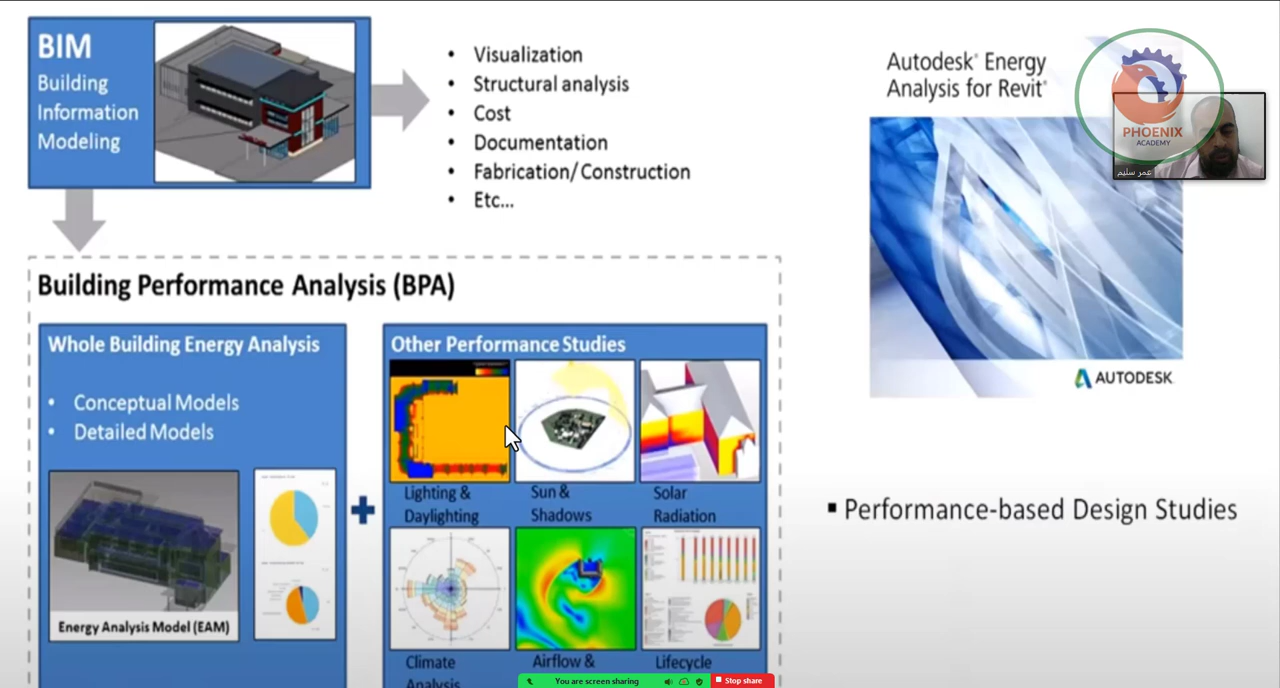 BIM
Building
Information
Modeling
• Visualization
• Structural analysis
• Cost
• Documentation
• Fabrication/Construction
• Etc...
Autodesk® Energy
Analysis for Revit®
PHOENIX
ACADEMY
عمر سليم
AUTODESK
Building Performance Analysis (BPA)
Whole Building Energy Analysis
• Conceptual Models
• Detailed Models
Energy Analysis Model (EAM)
Other Performance Studies
Lighting &
Daylighting
Sun &
Shadows
Solar
Radiation
Climate
Analysis
Airflow &
Lifecycle
▪ Performance-based Design Studies
You are screen sharing
Stop share